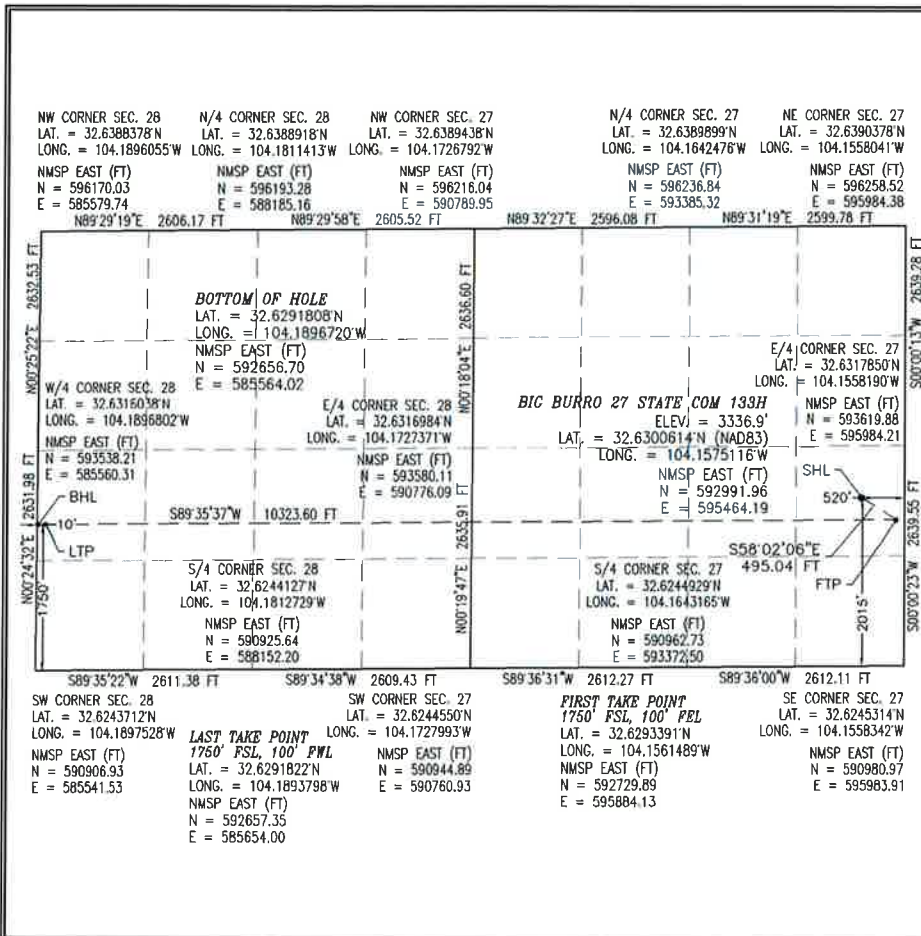 NW CORNER SEC. 28
LAT. = 32.6388378'N
LONG. = 104.1896055'W
NMSP EAST (FT)
N = 596170.03
E = 585579.74
N/4 CORNER SEC. 28
LAT. = 32.6388918'N
LONG. = 104.1811413'W
NMSP EAST (FT)
N = 596193.28
E = 588185.16
NW CORNER SEC. 27
LAT. = 32.6389438'N
LONG. = 104.1726792'W
NMSP EAST (FT)
N = 596216.04
E = 590789.95
N/4 CORNER SEC. 27
LAT. = 32.6389899'N
LONG. = 104.1642476'W
NMSP EAST (FT)
N = 596236.84
E = 593385.32
NE CORNER SEC. 27
LAT. = 32.6390378'N
LONG. = 104.1558041'W
NMSP EAST (FT)
N = 596258.52
E = 595984.38
N89'29'19"E 2606.17 FT
N89'29'58"E 2605.52 FT
N89'32'27"E 2596.08 FT
N89'31'19"E 2599.78 FT
N00'25'22"E 2632.53 FT
N00'18'04"E 2636.60 FT
S00'00'13"W 2639.28 FT
BOTTOM OF HOLE
LAT. = 32.6291808'N
LONG. = 104.1896720'W
NMSP EAST (FT)
N = 592656.70
E = 585564.02
W/4 CORNER SEC. 28
LAT. = 32.6316038'N
LONG. = 104.1896802'W
NMSP EAST (FT)
N = 593538.21
E = 585560.31
E/4 CORNER SEC. 28
LAT. = 32.6316984'N
LONG. = 104.1727371'W
NMSP EAST (FT)
N = 593580.11
E = 590776.09
BIG BURRO 27 STATE COM 133H
ELEV. = 3336.9'
LAT. = 32.6300614'N (NAD83)
LONG. = 104.1575116'W
NMSP EAST (FT)
N = 592991.96
E = 595464.19
E/4 CORNER SEC. 27
LAT. = 32.6317850'N
LONG. = 104.1558190'W
NMSP EAST (FT)
N = 593619.88
E = 595984.21
BHL
10'
LTP
1750'
N00'24'32"E 2631.98 FT
S89'35'37"W 10323.60 FT
N00'19'47"E 2635.91 FT
SHL
520'
S58'02'06"E
495.04 FT
FTP
2015'
S00'00'23"W 2639.55 FT
S/4 CORNER SEC. 28
LAT. = 32.6244127'N
LONG. = 104.1812729'W
NMSP EAST (FT)
N = 590925.64
E = 588152.20
S/4 CORNER SEC. 27
LAT. = 32.6244929'N
LONG. = 104.1643165'W
NMSP EAST (FT)
N = 590962.73
E = 593372.50
S89'35'22"W 2611.38 FT
S89'34'38"W 2609.43 FT
S89'36'31"W 2612.27 FT
S89'36'00"W 2612.11 FT
SW CORNER SEC. 28
LAT. = 32.6243712'N
LONG. = 104.1897528'W
NMSP EAST (FT)
N = 590906.93
E = 585541.53
LAST TAKE POINT
1750' FSL, 100' FWL
LAT. = 32.6291822'N
LONG. = 104.1893798'W
NMSP EAST (FT)
N = 592657.35
E = 585654.00
SW CORNER SEC. 27
LAT. = 32.6244550'N
LONG. = 104.1727993'W
NMSP EAST (FT)
N = 590944.89
E = 590760.93
FIRST TAKE POINT
1750' FSL, 100' FEL
LAT. = 32.6293391'N
LONG. = 104.1561489'W
NMSP EAST (FT)
N = 592729.89
E = 595884.13
SE CORNER SEC. 27
LAT. = 32.6245314'N
LONG. = 104.1558342'W
NMSP EAST (FT)
N = 590980.97
E = 595983.91